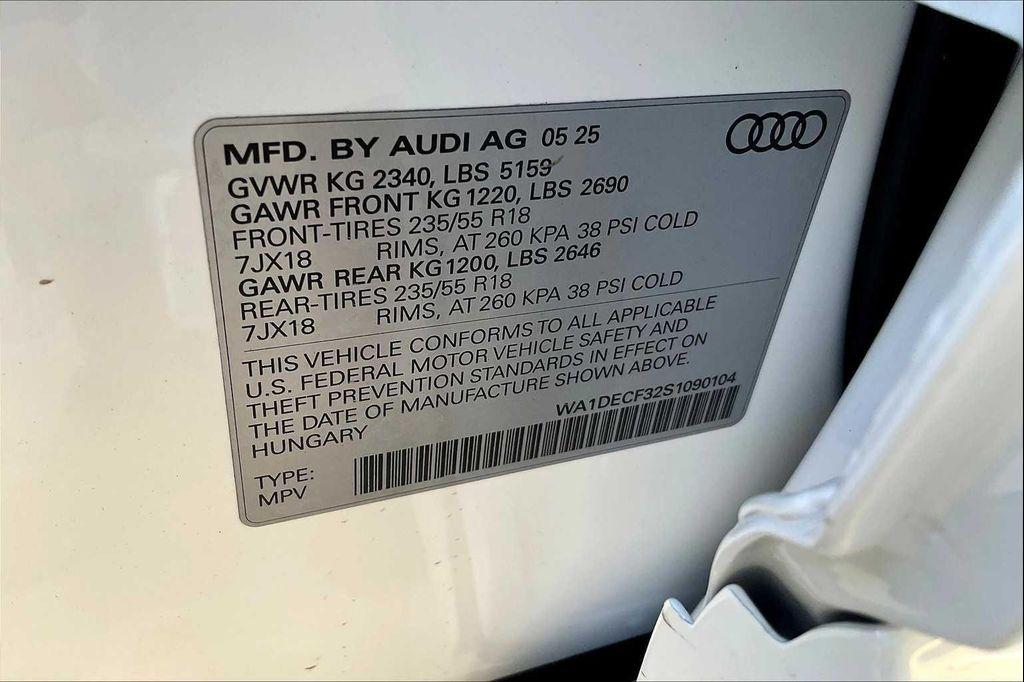 MFD. BY AUDI AG 05 25
GVWR KG 2340, LBS 5159
GAWR FRONT KG 1220, LBS 2690
FRONT-TIRES 235/55 R18
7JX18 RIMS, AT 260 KPA 38 PSI COLD
GAWR REAR KG 1200, LBS 2646
REAR-TIRES 235/55 R18
7JX18 RIMS, AT 260 KPA 38 PSI COLD
THIS VEHICLE CONFORMS TO ALL APPLICABLE
U.S. FEDERAL MOTOR VEHICLE SAFETY AND
THEFT PREVENTION STANDARDS IN EFFECT ON
THE DATE OF MANUFACTURE SHOWN ABOVE.
HUNGARY WA1DECF32S1090104
TYPE:
MPV